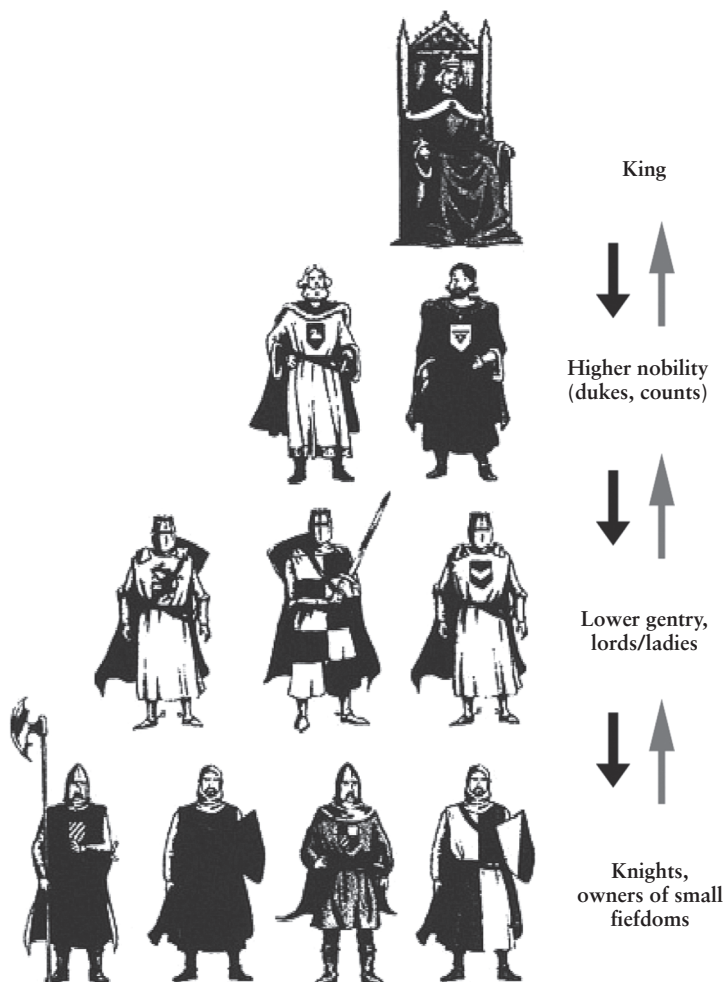 King
Higher nobility
(dukes, counts)
Lower gentry,
lords/ladies
Knights,
owners of small
fiefdoms